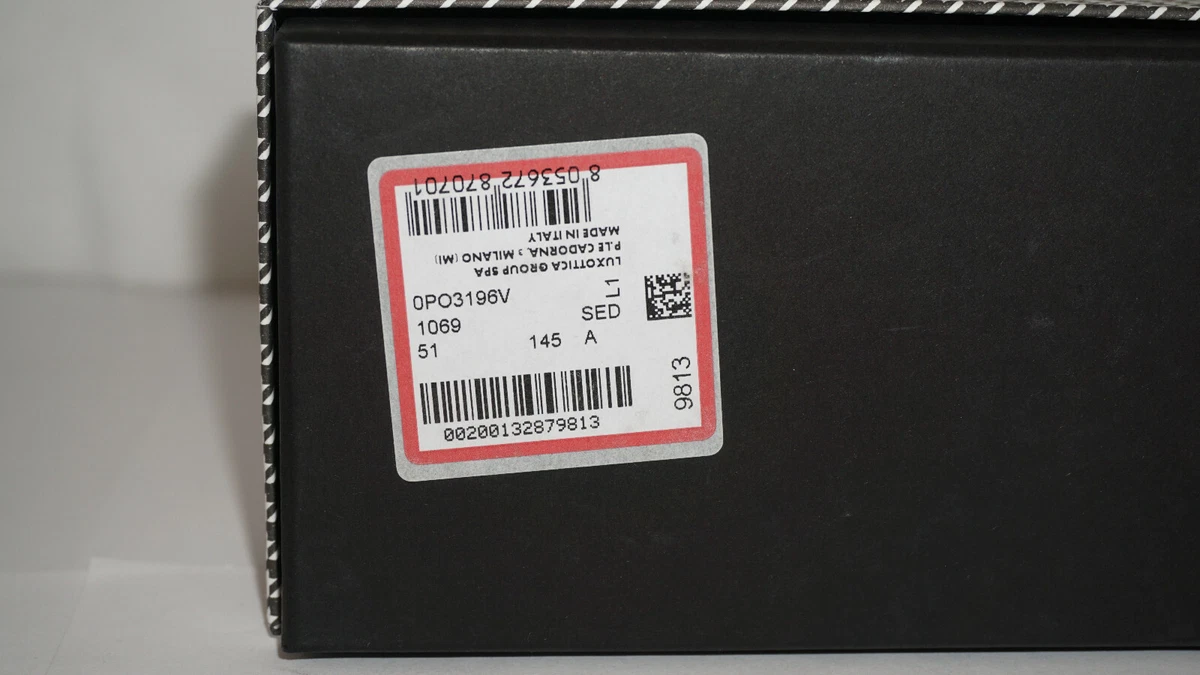 8 053672 870701
LUXOTTICA GROUP SPA
P.LE CADORNA, 3 MILANO (MI)
MADE IN ITALY
0PO3196V L1
1069 SED
51 145 A
00200132879813
9813